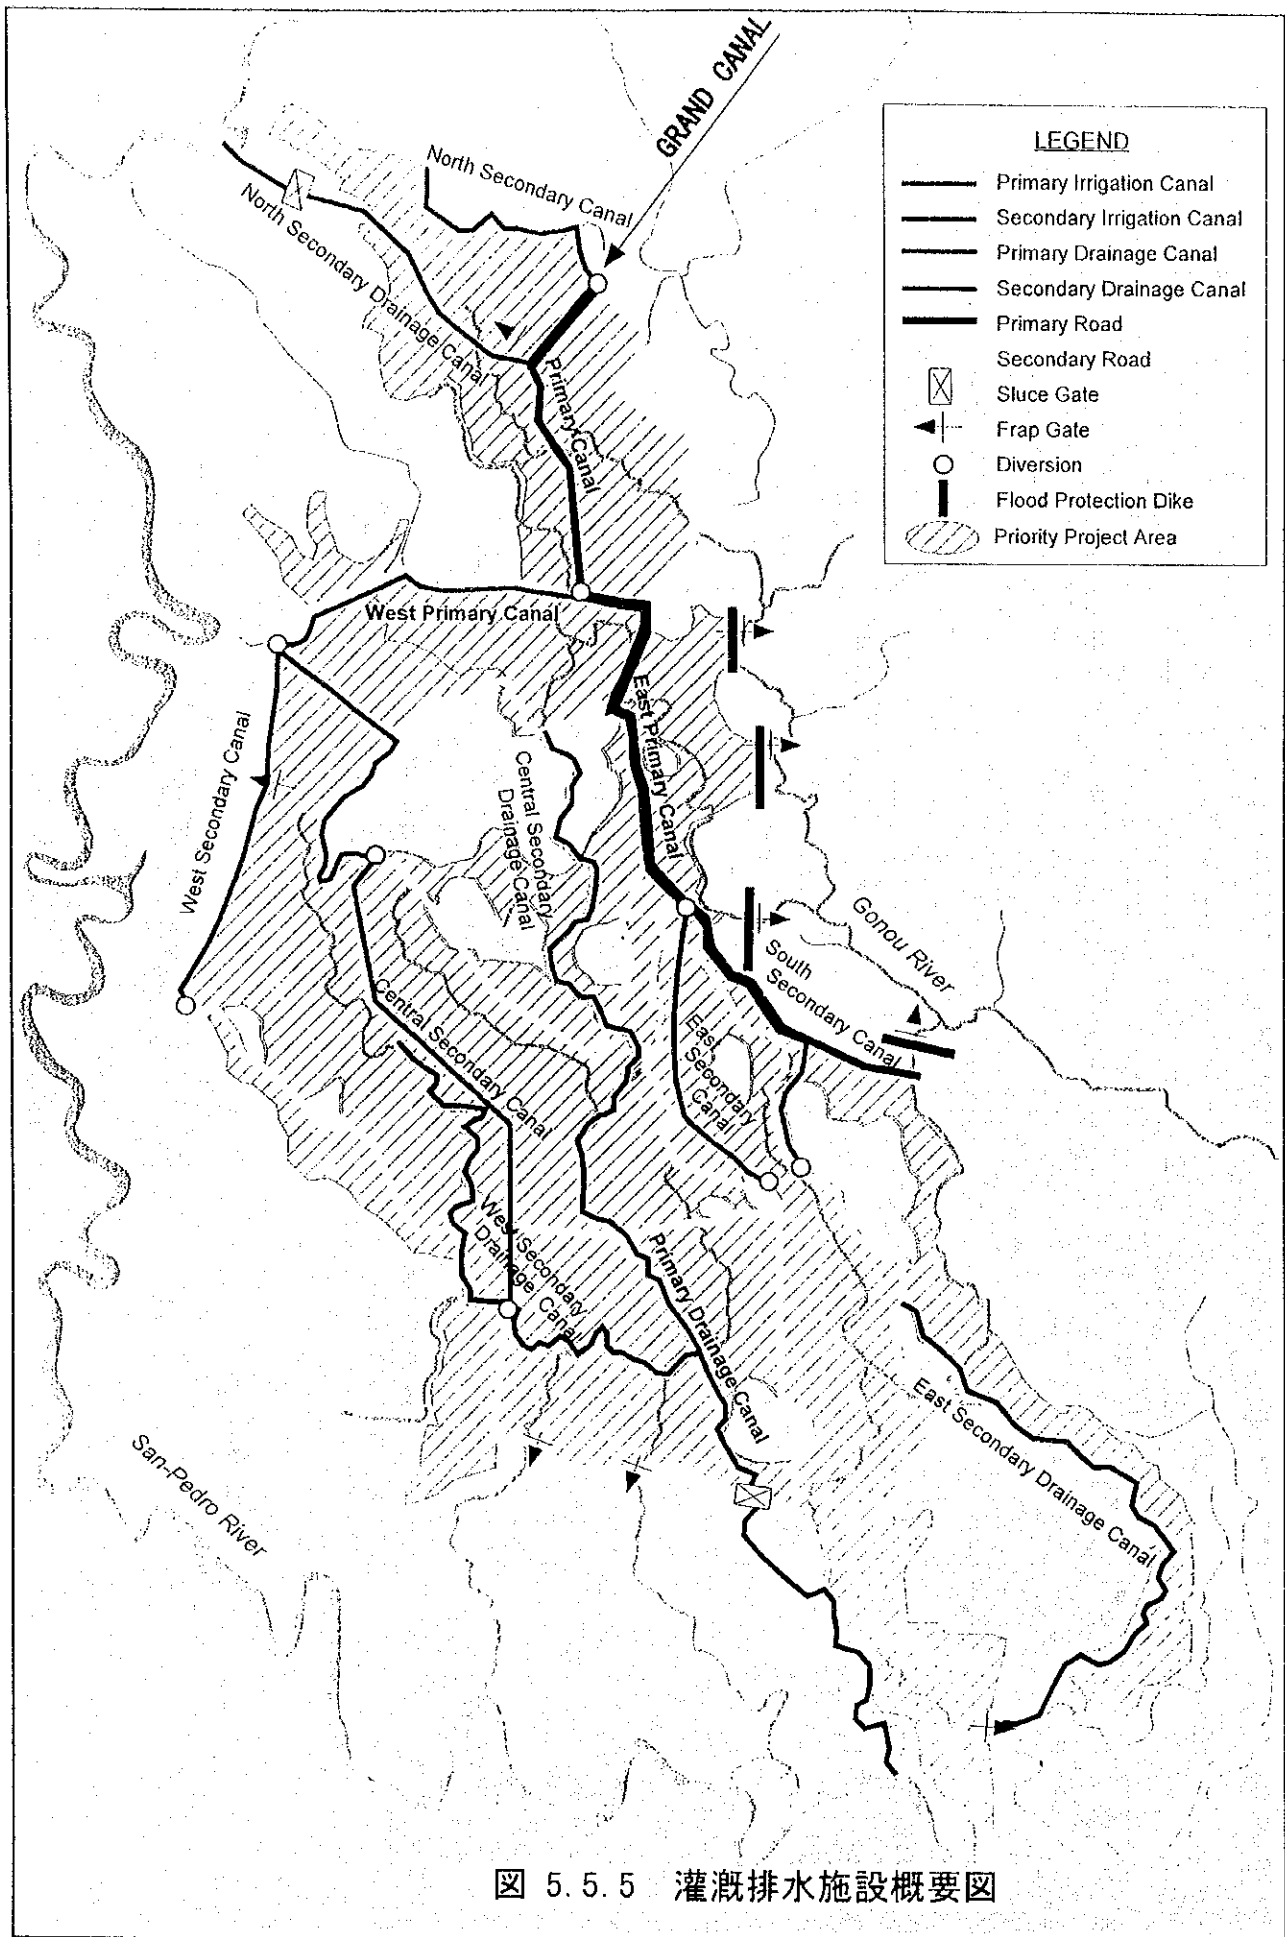 GRAND CANAL
LEGEND
Primary Irrigation Canal
Secondary Irrigation Canal
Primary Drainage Canal
Secondary Drainage Canal
Primary Road
Secondary Road
Sluce Gate
Frap Gate
Diversion
Flood Protection Dike
Priority Project Area
North Secondary Canal
North Secondary Drainage Canal
Primary Canal
West Primary Canal
East Primary Canal
West Secondary Canal
Central Secondary
Drainage Canal
Gonou River
South
Secondary Canal
East
Secondary
Canal
Central Secondary Canal
West Secondary
Drainage Canal
Primary Drainage Canal
East Secondary Drainage Canal
San-Pedro River
図 5.5.5 灌漑排水施設概要図